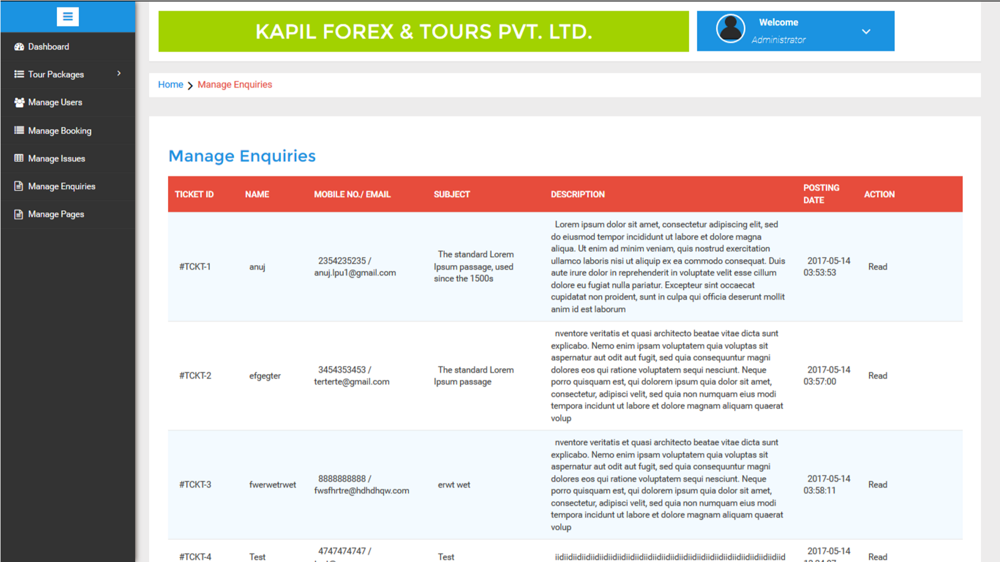 KAPIL FOREX & TOURS PVT. LTD.
Welcome
Administrator
Dashboard
Tour Packages
Manage Users
Manage Booking
Manage Issues
Manage Enquiries
Manage Pages
Home > Manage Enquiries
Manage Enquiries
TICKET ID NAME MOBILE NO./ EMAIL SUBJECT DESCRIPTION POSTING DATE ACTION
#TCKT-1
anuj
2354235235 /
anuj.lpu1@gmail.com
The standard Lorem
Ipsum passage, used
since the 1500s
Lorem ipsum dolor sit amet, consectetur adipiscing elit, sed
do eiusmod tempor incididunt ut labore et dolore magna
aliqua. Ut enim ad minim veniam, quis nostrud exercitation
ullamco laboris nisi ut aliquip ex ea commodo consequat. Duis
aute irure dolor in reprehenderit in voluptate velit esse cillum
dolore eu fugiat nulla pariatur. Excepteur sint occaecat
cupidatat non proident, sunt in culpa qui officia deserunt mollit
anim id est laborum
2017-05-14
03:53:53
Read
#TCKT-2
efgegter
3454353453 /
terterte@gmail.com
The standard Lorem
Ipsum passage
nventore veritatis et quasi architecto beatae vitae dicta sunt
explicabo. Nemo enim ipsam voluptatem quia voluptas sit
aspernatur aut odit aut fugit, sed quia consequuntur magni
dolores eos qui ratione voluptatem sequi nesciunt. Neque
porro quisquam est, qui dolorem ipsum quia dolor sit amet,
consectetur, adipisci velit, sed quia non numquam eius modi
tempora incidunt ut labore et dolore magnam aliquam quaerat
volup
2017-05-14
03:57:00
Read
#TCKT-3
fwerwetrwet
8888888888 /
fwsfhrtre@hdhdhqw.com
erwt wet
nventore veritatis et quasi architecto beatae vitae dicta sunt
explicabo. Nemo enim ipsam voluptatem quia voluptas sit
aspernatur aut odit aut fugit, sed quia consequuntur magni
dolores eos qui ratione voluptatem sequi nesciunt. Neque
porro quisquam est, qui dolorem ipsum quia dolor sit amet,
consectetur, adipisci velit, sed quia non numquam eius modi
tempora incidunt ut labore et dolore magnam aliquam quaerat
volup
2017-05-14
03:58:11
Read
#TCKT-4
Test
4747474747 /
Test
2017-05-14
Read